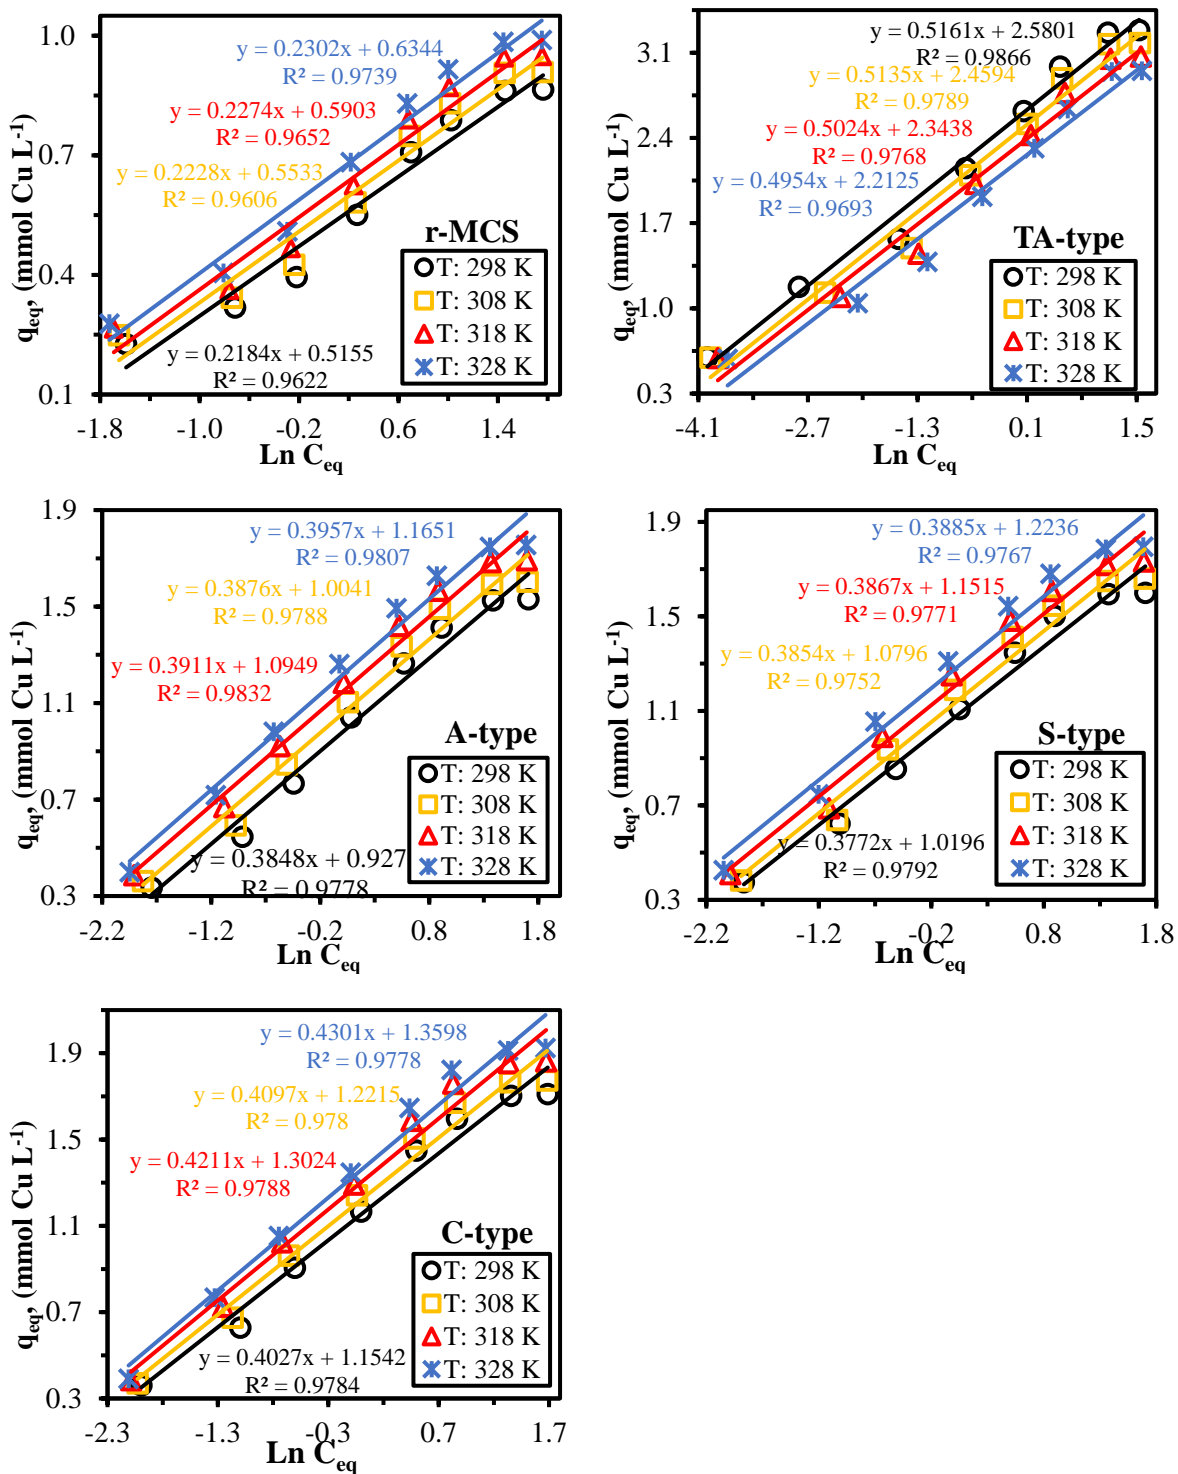 1.0
0.7
0.4
0.1
q_eq, (mmol Cu L⁻¹)
y = 0.2302x + 0.6344
R² = 0.9739
y = 0.2274x + 0.5903
R² = 0.9652
y = 0.2228x + 0.5533
R² = 0.9606
r-MCS
T: 298 K
T: 308 K
T: 318 K
T: 328 K
y = 0.2184x + 0.5155
R² = 0.9622
-1.8 -1.0 -0.2 0.6 1.4
Ln C_eq
3.1
2.4
1.7
1.0
0.3
q_eq, (mmol Cu L⁻¹)
y = 0.5161x + 2.5801
R² = 0.9866
y = 0.5135x + 2.4594
R² = 0.9789
y = 0.5024x + 2.3438
R² = 0.9768
y = 0.4954x + 2.2125
R² = 0.9693
TA-type
T: 298 K
T: 308 K
T: 318 K
T: 328 K
-4.1 -2.7 -1.3 0.1 1.5
Ln C_eq
1.9
1.5
1.1
0.7
0.3
q_eq, (mmol Cu L⁻¹)
y = 0.3957x + 1.1651
R² = 0.9807
y = 0.3876x + 1.0041
R² = 0.9788
y = 0.3911x + 1.0949
R² = 0.9832
A-type
T: 298 K
T: 308 K
T: 318 K
T: 328 K
y = 0.3848x + 0.927
R² = 0.9778
-2.2 -1.2 -0.2 0.8 1.8
Ln C_eq
1.9
1.5
1.1
0.7
0.3
q_eq, (mmol Cu L⁻¹)
y = 0.3885x + 1.2236
R² = 0.9767
y = 0.3867x + 1.1515
R² = 0.9771
y = 0.3854x + 1.0796
R² = 0.9752
S-type
T: 298 K
T: 308 K
T: 318 K
T: 328 K
y = 0.3772x + 1.0196
R² = 0.9792
-2.2 -1.2 -0.2 0.8 1.8
Ln C_eq
1.9
1.5
1.1
0.7
0.3
q_eq, (mmol Cu L⁻¹)
y = 0.4301x + 1.3598
R² = 0.9778
y = 0.4097x + 1.2215
R² = 0.978
y = 0.4211x + 1.3024
R² = 0.9788
C-type
T: 298 K
T: 308 K
T: 318 K
T: 328 K
y = 0.4027x + 1.1542
R² = 0.9784
-2.3 -1.3 -0.3 0.7 1.7
Ln C_eq